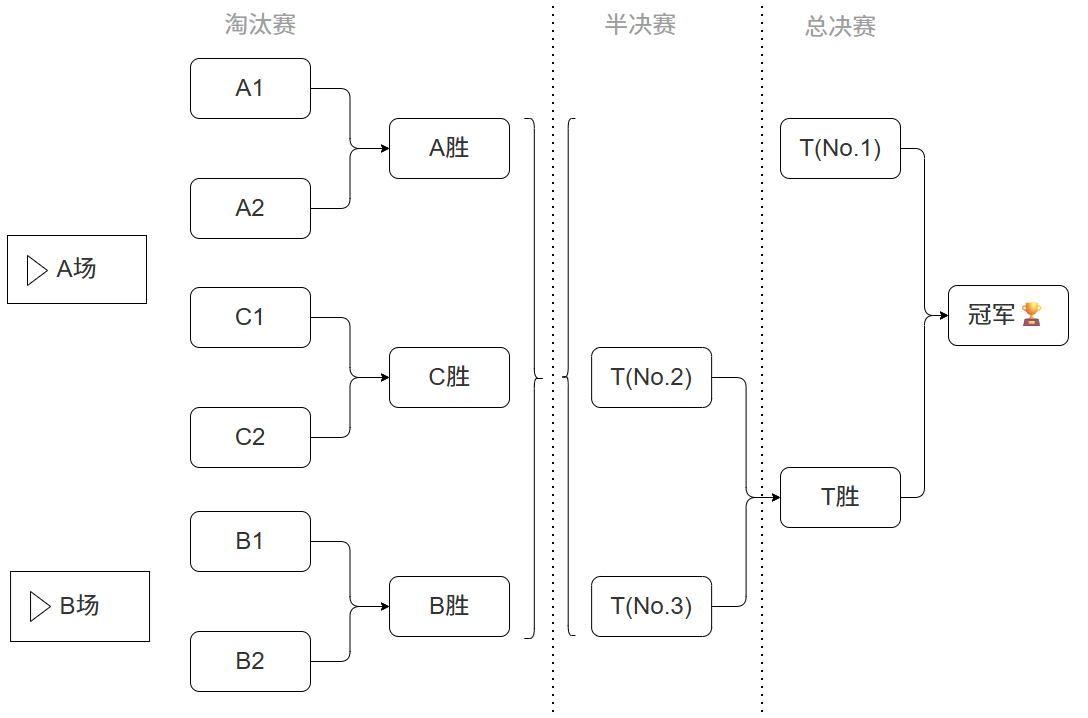 淘汰赛
半决赛
总决赛
A1
A2
A胜
A场
C1
C2
C胜
B1
B2
B胜
B场
T(No.2)
T(No.3)
T(No.1)
T胜
冠军🏆